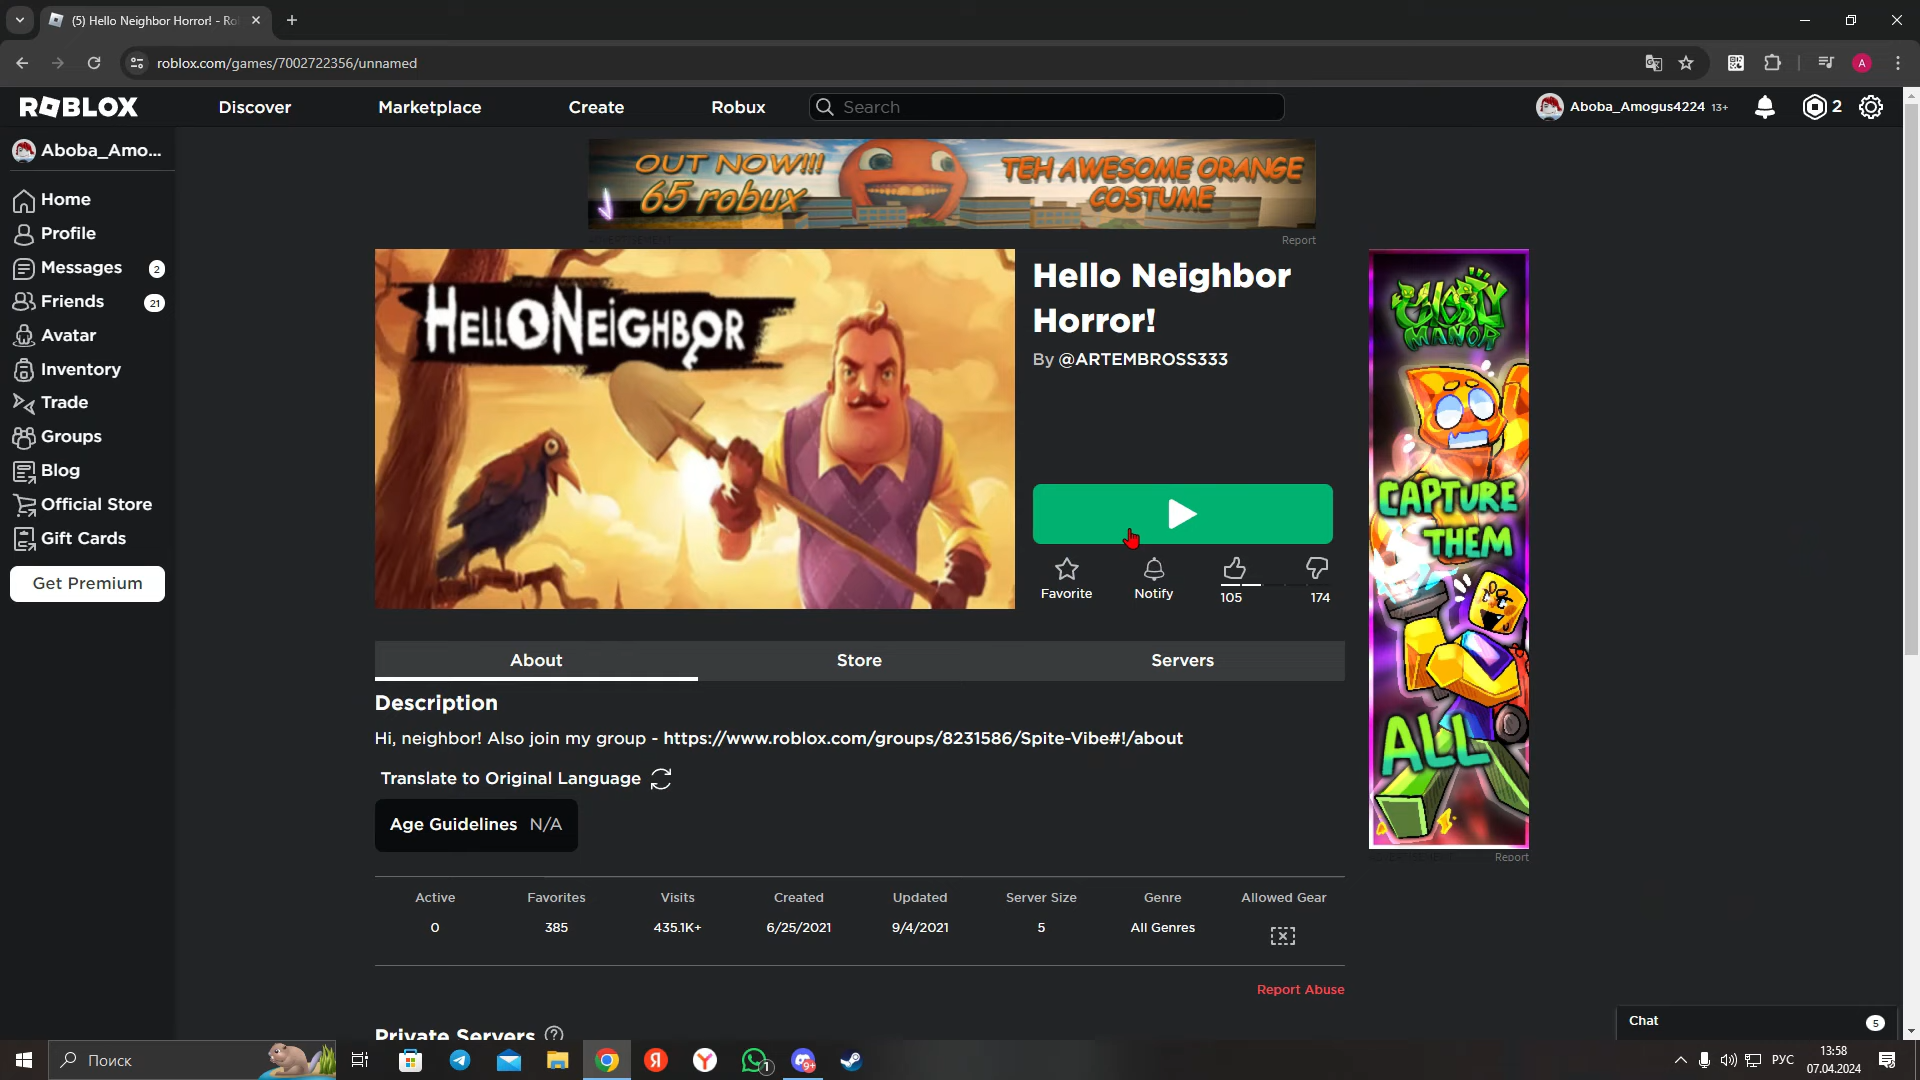 (5) Hello Neighbor Horror! - Ro
roblox.com/games/7002722356/unnamed
A
ROBLOX
Discover
Marketplace
Create
Robux
Search
Aboba_Amogus4224 13+
2
Aboba_Amo...
Home
Profile
Messages 2
Friends 21
Avatar
Inventory
Trade
Groups
Blog
Official Store
Gift Cards
Get Premium
OUT NOW!!!
65 robux
TEH AWESOME ORANGE
COSTUME
Report
HELLO NEIGHBOR
Hello Neighbor
Horror!
By @ARTEMBROSS333
Favorite
Notify
105
174
GHOSTY
MANOR
CAPTURE
THEM
ALL
Report
About
Store
Servers
Description
Hi, neighbor! Also join my group - https://www.roblox.com/groups/8231586/Spite-Vibe#!/about
Translate to Original Language
Age Guidelines N/A
Active Favorites Visits Created Updated Server Size Genre Allowed Gear
0 385 435.1K+ 6/25/2021 9/4/2021 5 All Genres
Report Abuse
Private Servers ?
Chat 5
Поиск
Я
Y
1
9+
РУС
13:58
07.04.2024